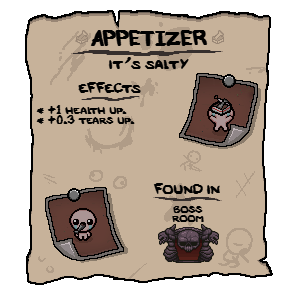 APPETIZER
IT'S SALTY
EFFECTS
+1 HEALTH UP.
+0.3 TEARS UP.
FOUND IN
BOSS
ROOM